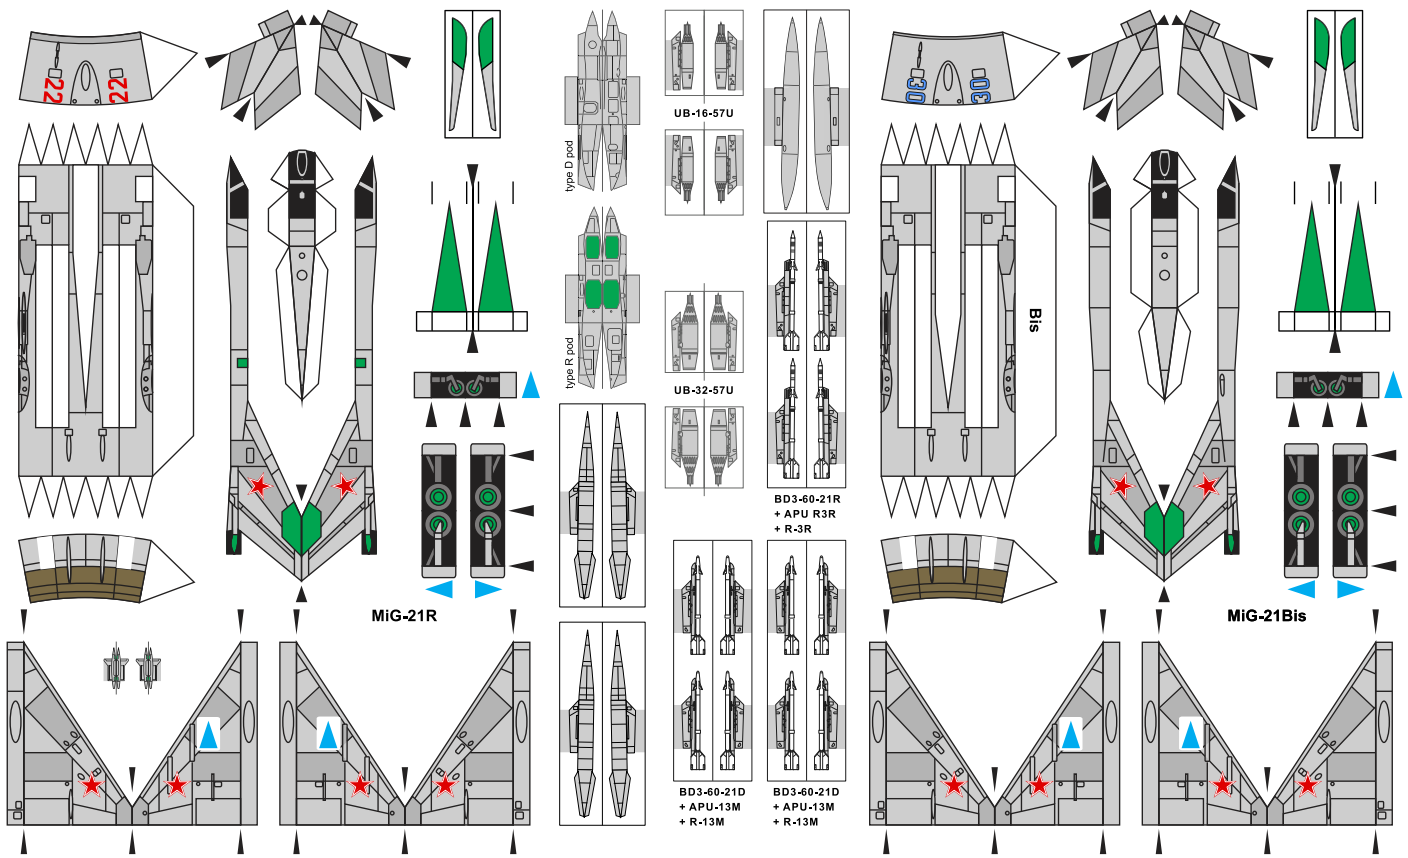 22
22
30
30
UB-16-57U
type D pod
type R pod
Bis
UB-32-57U
BD3-60-21R
+ APU R3R
+ R-3R
MiG-21R
MiG-21Bis
BD3-60-21D
+ APU-13M
+ R-13M
BD3-60-21D
+ APU-13M
+ R-13M